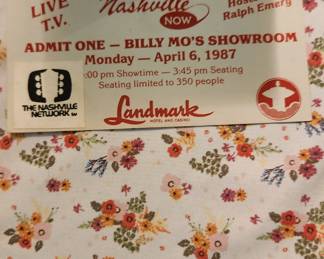 LIVE
T.V.
Nashville
NOW
Ralph Emery
ADMIT ONE — BILLY MO'S SHOWROOM
Monday — April 6, 1987
:00 pm Showtime — 3:45 pm Seating
Seating limited to 350 people
THE NASHVILLE
NETWORK SM
Landmark
HOTEL AND CASINO